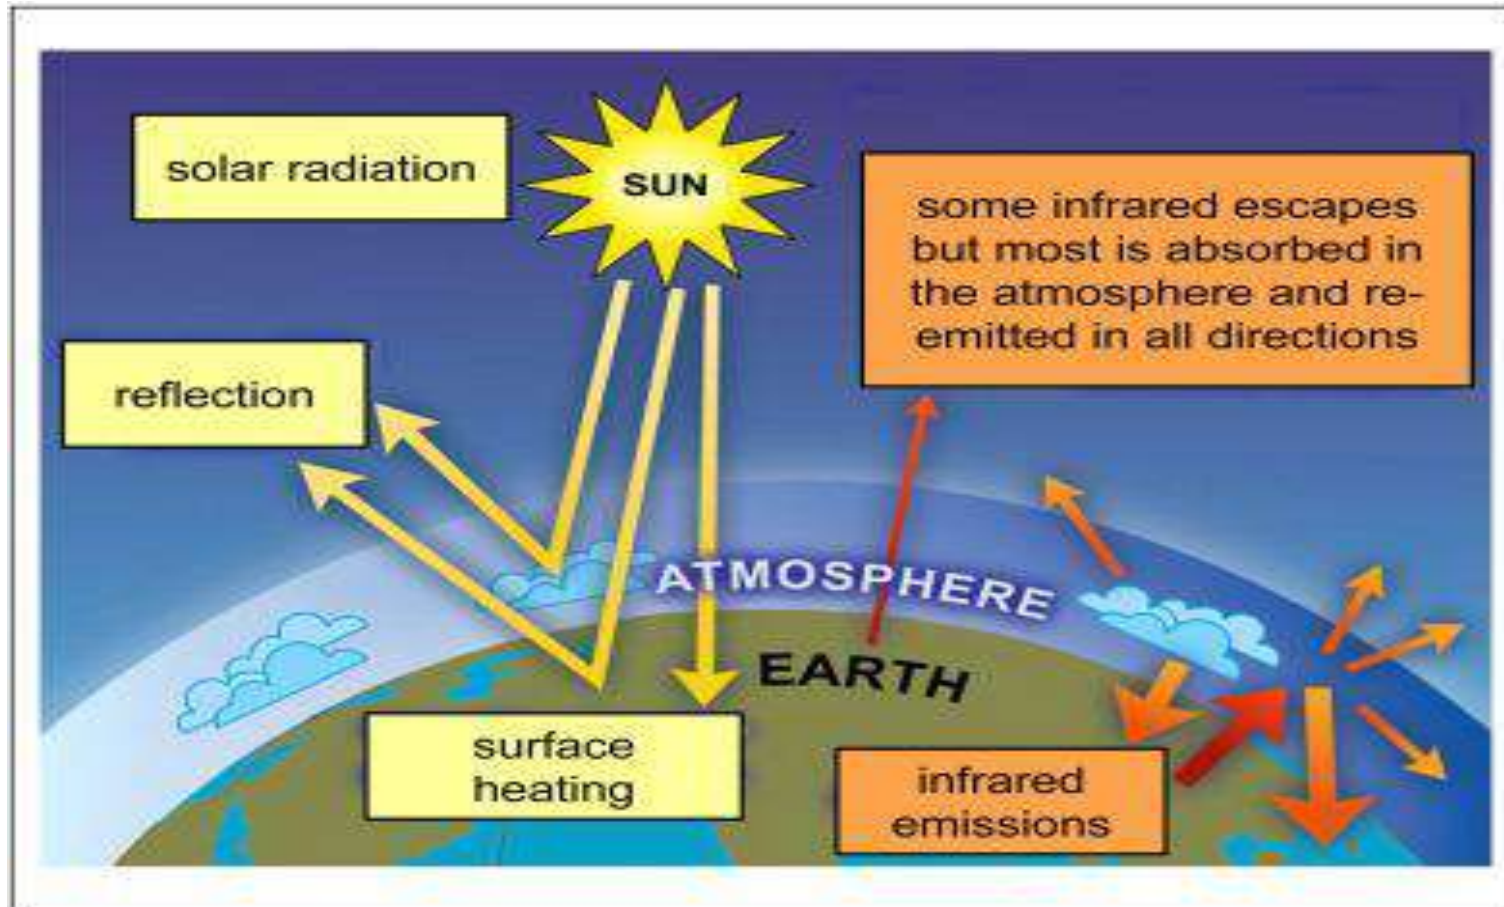 solar radiation
SUN
some infrared escapes
but most is absorbed in
the atmosphere and re-
emitted in all directions
reflection
ATMOSPHERE
EARTH
surface
heating
infrared
emissions